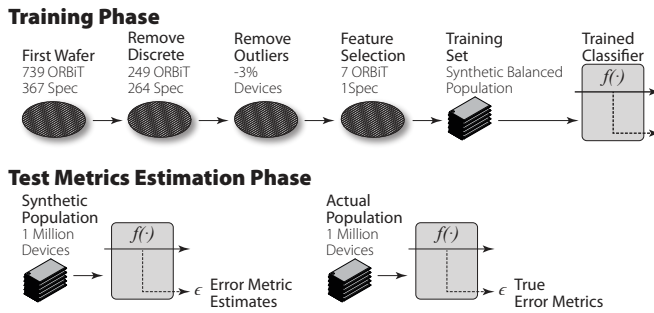 Training Phase
First Wafer
739 ORBiT
367 Spec
Remove
Discrete
249 ORBiT
264 Spec
Remove
Outliers
-3%
Devices
Feature
Selection
7 ORBiT
1Spec
Training
Set
Synthetic Balanced
Population
Trained
Classifier
f(·)
Test Metrics Estimation Phase
Synthetic
Population
1 Million
Devices
f(·)
ϵ Error Metric
Estimates
Actual
Population
1 Million
Devices
f(·)
ϵ True
Error Metrics